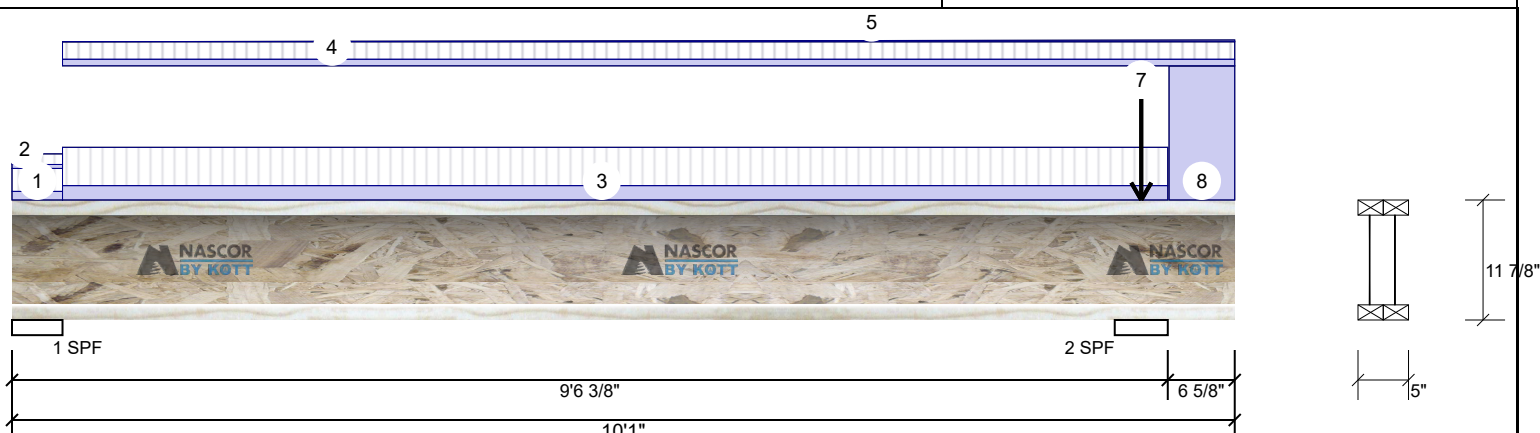 5
4
7
2
1
3
8
NASCOR
BY KOTT
NASCOR
BY KOTT
NASCOR
BY KOTT
11 7/8"
1 SPF
2 SPF
9'6 3/8"
6 5/8"
5"
10'1"